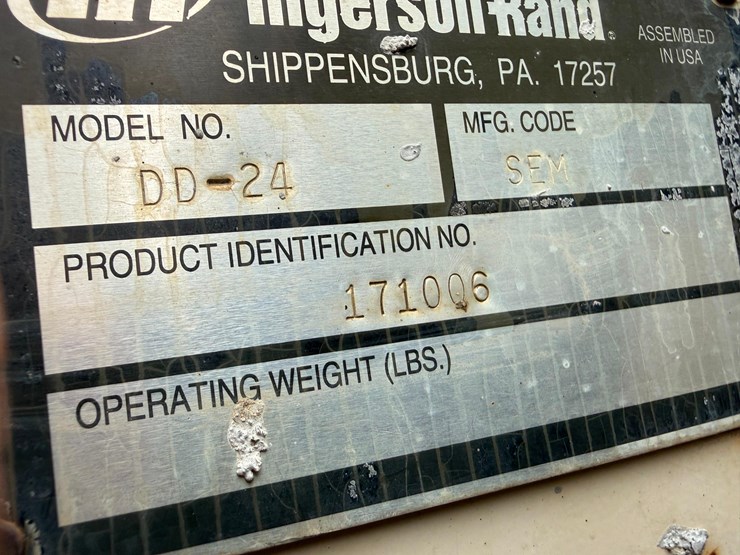 IR Ingersoll-Rand®
ASSEMBLED
IN USA
SHIPPENSBURG, PA. 17257
MODEL NO.
DD-24
MFG. CODE
SEM
PRODUCT IDENTIFICATION NO.
171006
OPERATING WEIGHT (LBS.)